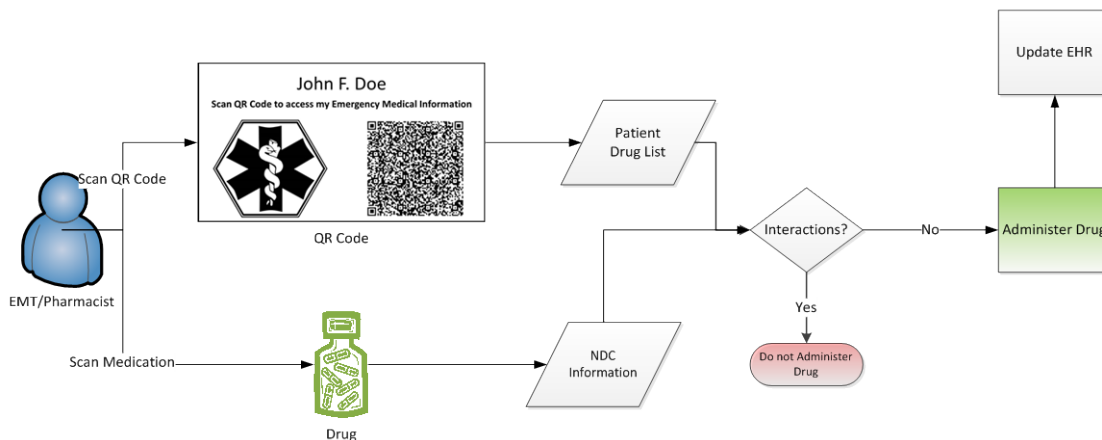 Update EHR
John F. Doe
Scan QR Code to access my Emergency Medical Information
Patient
Drug List
Scan QR Code
QR Code
Interactions?
No
Administer Drug
EMT/Pharmacist
Yes
Scan Medication
NDC
Information
Do not Administer
Drug
Drug